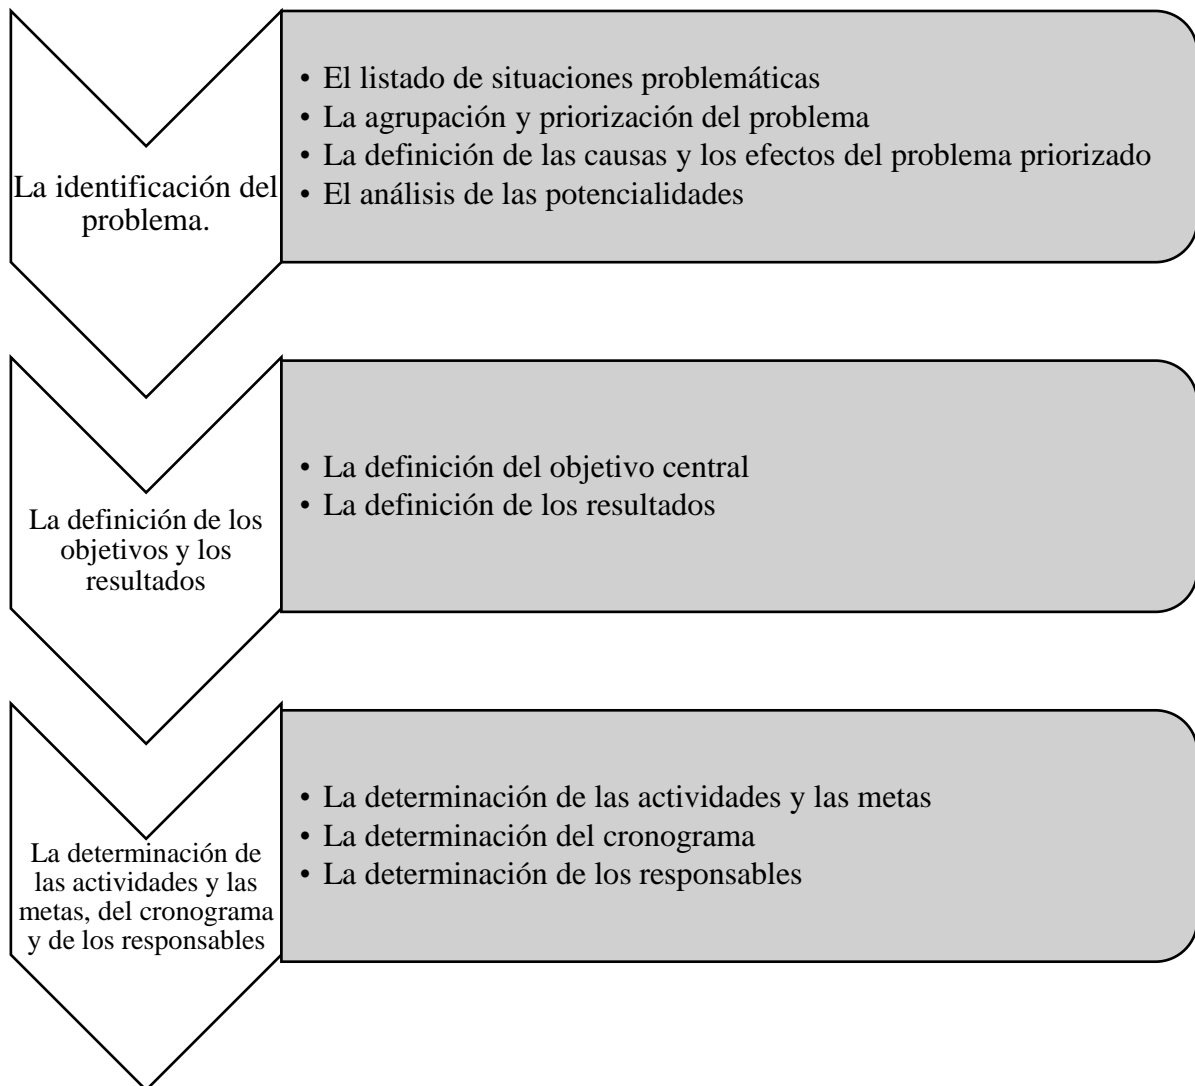 La identificación del
problema.
• El listado de situaciones problemáticas
• La agrupación y priorización del problema
• La definición de las causas y los efectos del problema priorizado
• El análisis de las potencialidades
La definición de los
objetivos y los
resultados
• La definición del objetivo central
• La definición de los resultados
La determinación de
las actividades y las
metas, del cronograma
y de los responsables
• La determinación de las actividades y las metas
• La determinación del cronograma
• La determinación de los responsables